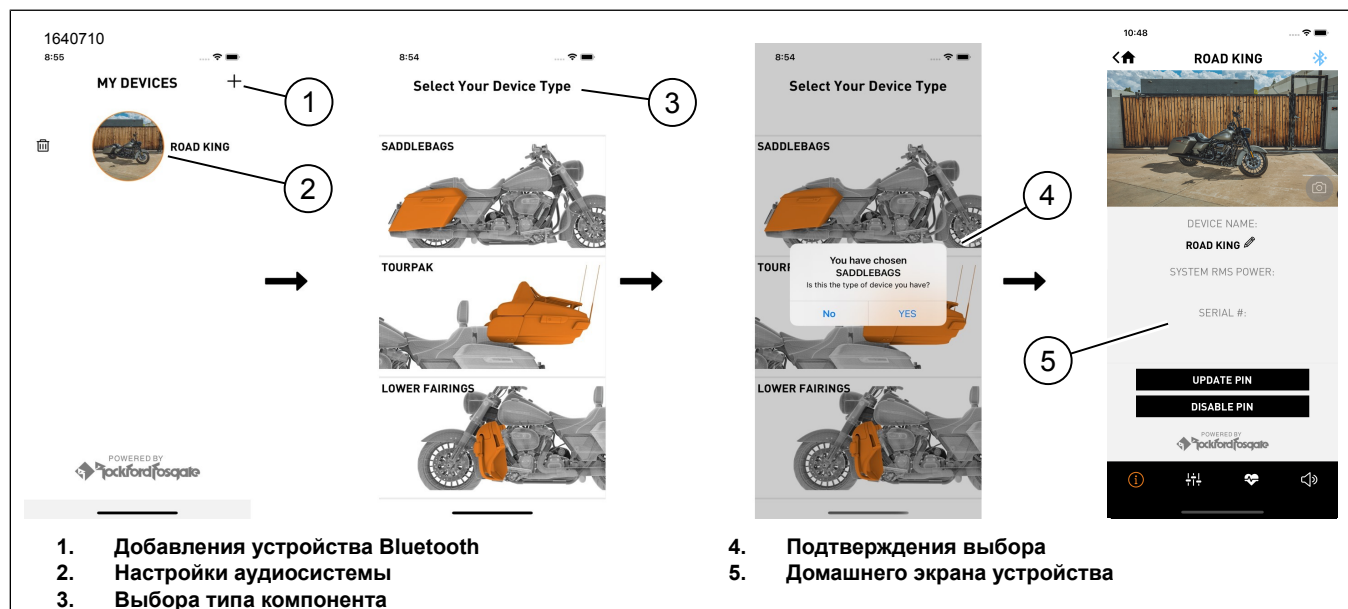 1640710
8:55
MY DEVICES +
1
ROAD KING
2
POWERED BY
Rockford Fosgate
8:54
Select Your Device Type
3
SADDLEBAGS
TOURPAK
LOWER FAIRINGS
8:54
Select Your Device Type
SADDLEBAGS
4
TOURP
You have chosen
SADDLEBAGS
Is this the type of device you have?
No YES
LOWER FAIRINGS
10:48
ROAD KING
DEVICE NAME:
ROAD KING
SYSTEM RMS POWER:
SERIAL #:
5
UPDATE PIN
DISABLE PIN
POWERED BY
Rockford Fosgate
1. Добавления устройства Bluetooth
2. Настройки аудиосистемы
3. Выбора типа компонента
4. Подтверждения выбора
5. Домашнего экрана устройства